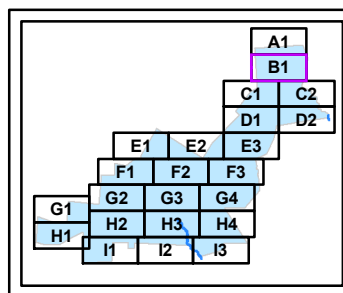 A1
B1
C1 C2
D1 D2
E1 E2 E3
F1 F2 F3
G1 G2 G3 G4
H1 H2 H3 H4
I1 I2 I3